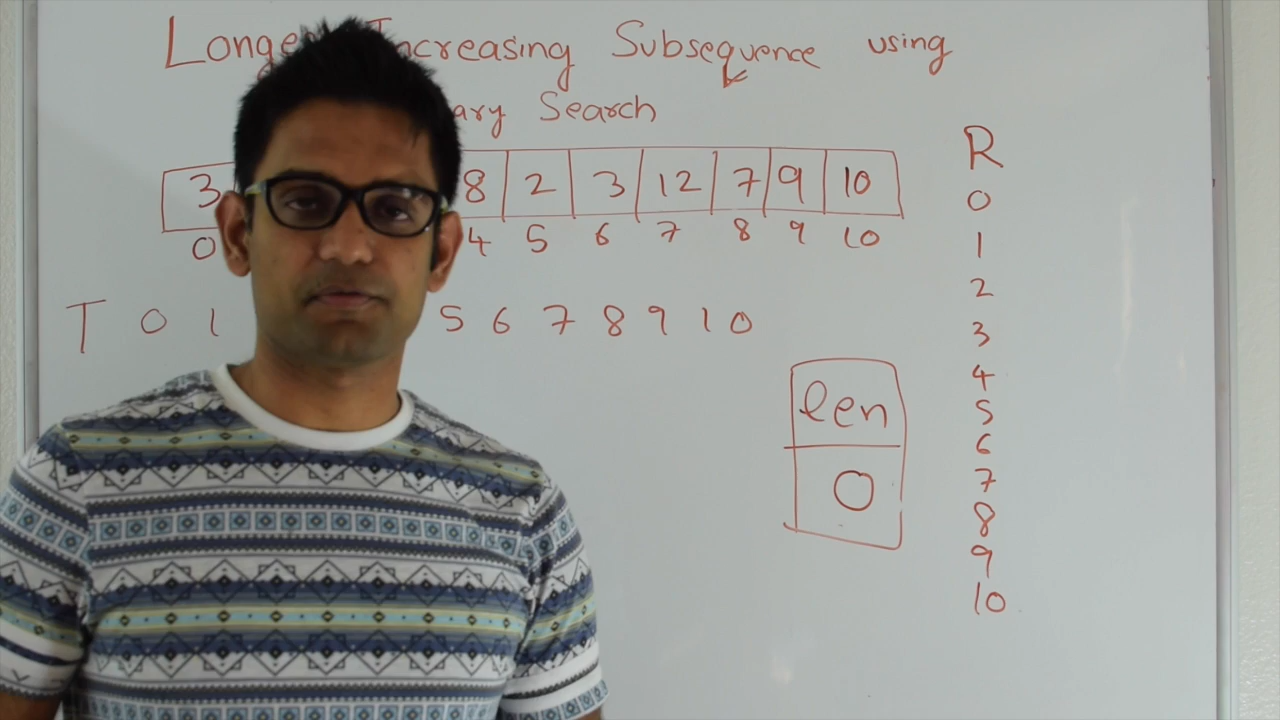 Increasing Subsequence using
Search
3 8 2 3 12 7 9 10
0 4 5 6 7 8 9 10
T 0 1 5 6 7 8 9 10
len
0
R
0
1
2
3
4
5
6
7
8
9
10